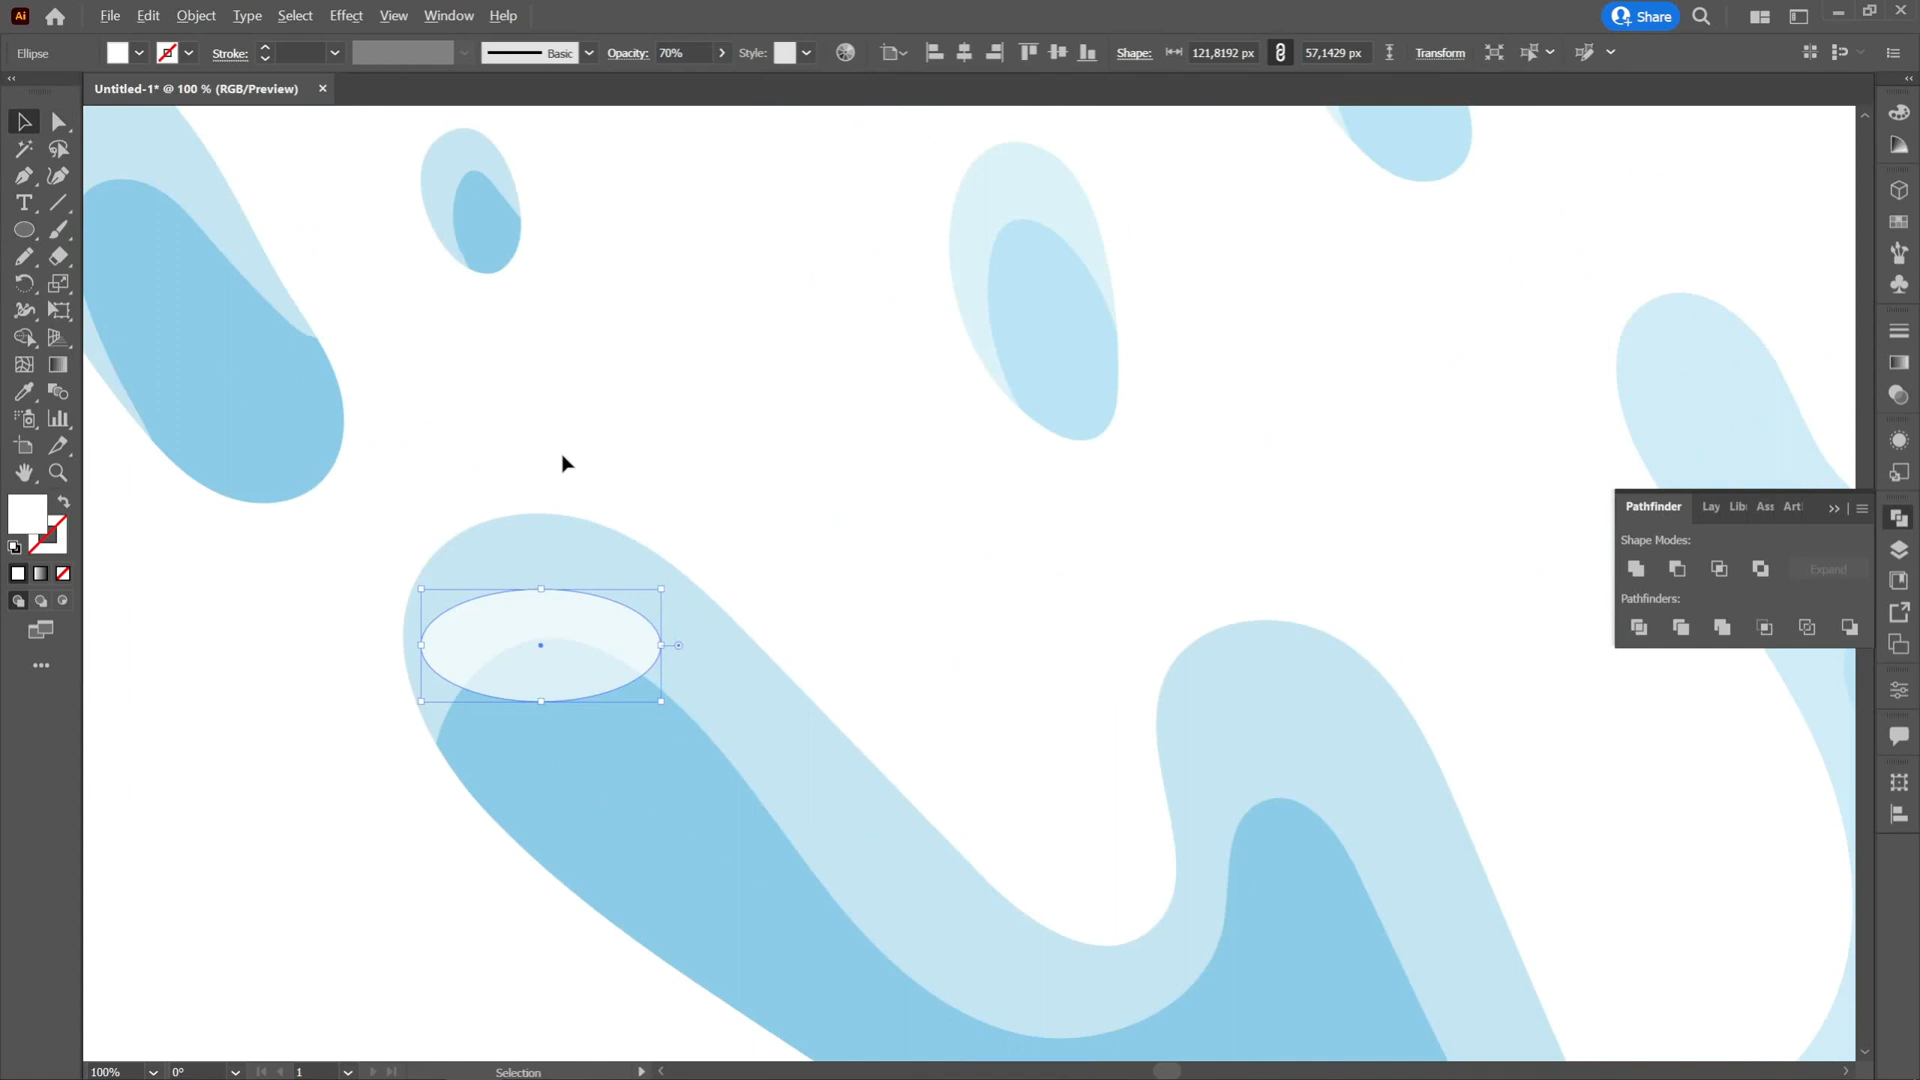 Ai File Edit Object Type Select Effect View Window Help Share
Ellipse Stroke: Basic Opacity: 70% Style: Shape: 121,8192 px 57,1429 px Transform
Untitled-1* @ 100 % (RGB/Preview)
Pathfinder Lay Lib Ass Art
Shape Modes:
Expand
Pathfinders:
100% 0° 1 Selection